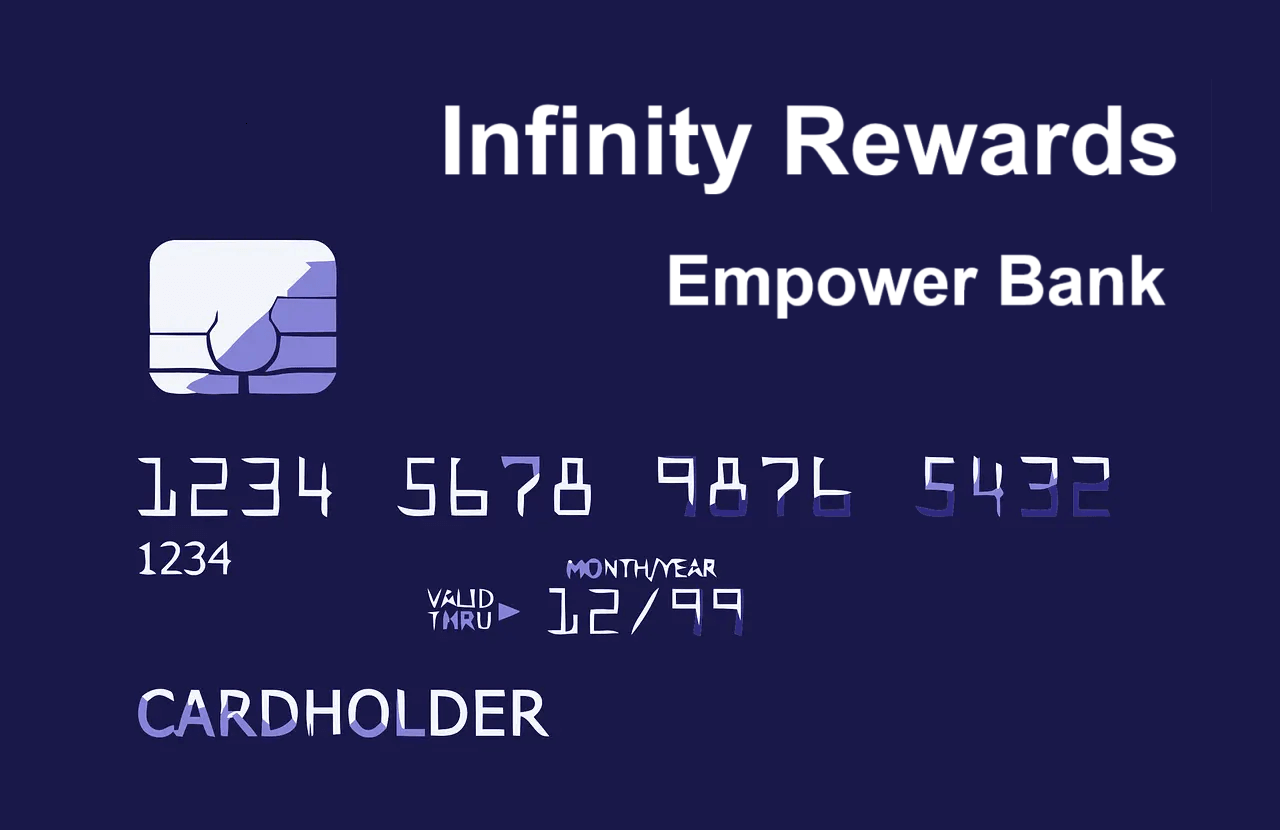 Infinity Rewards
Empower Bank
1234 5678 9876 5432
1234
MONTH/YEAR
VALID
THRU
12/99
CARDHOLDER